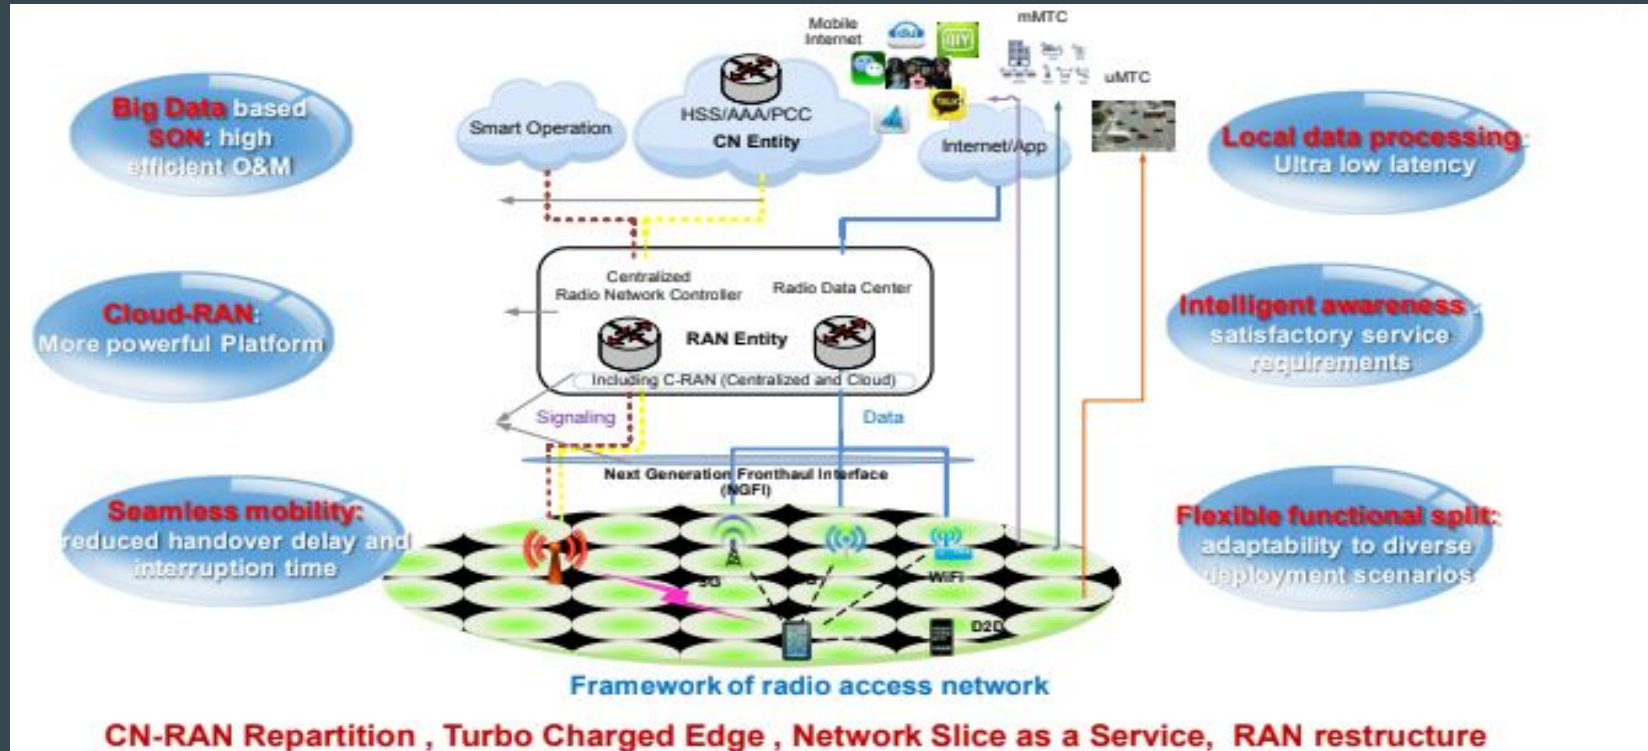 Mobile
Internet
mMTC
uMTC
QIY
TALK
Big Data based
SON: high
efficient O&M
Smart Operation
HSS/AAA/PCC
CN Entity
Internet/App
Local data processing:
Ultra low latency
Cloud-RAN:
More powerful Platform
Centralized
Radio Network Controller
Radio Data Center
RAN Entity
Including C-RAN (Centralized and Cloud)
Intelligent awareness :
satisfactory service
requirements
Signaling
Data
Next Generation Fronthaul Interface
(NGFI)
Seamless mobility:
reduced handover delay and
interruption time
WiFi
D2D
Flexible functional split:
adaptability to diverse
deployment scenarios
Framework of radio access network
CN-RAN Repartition , Turbo Charged Edge , Network Slice as a Service, RAN restructure